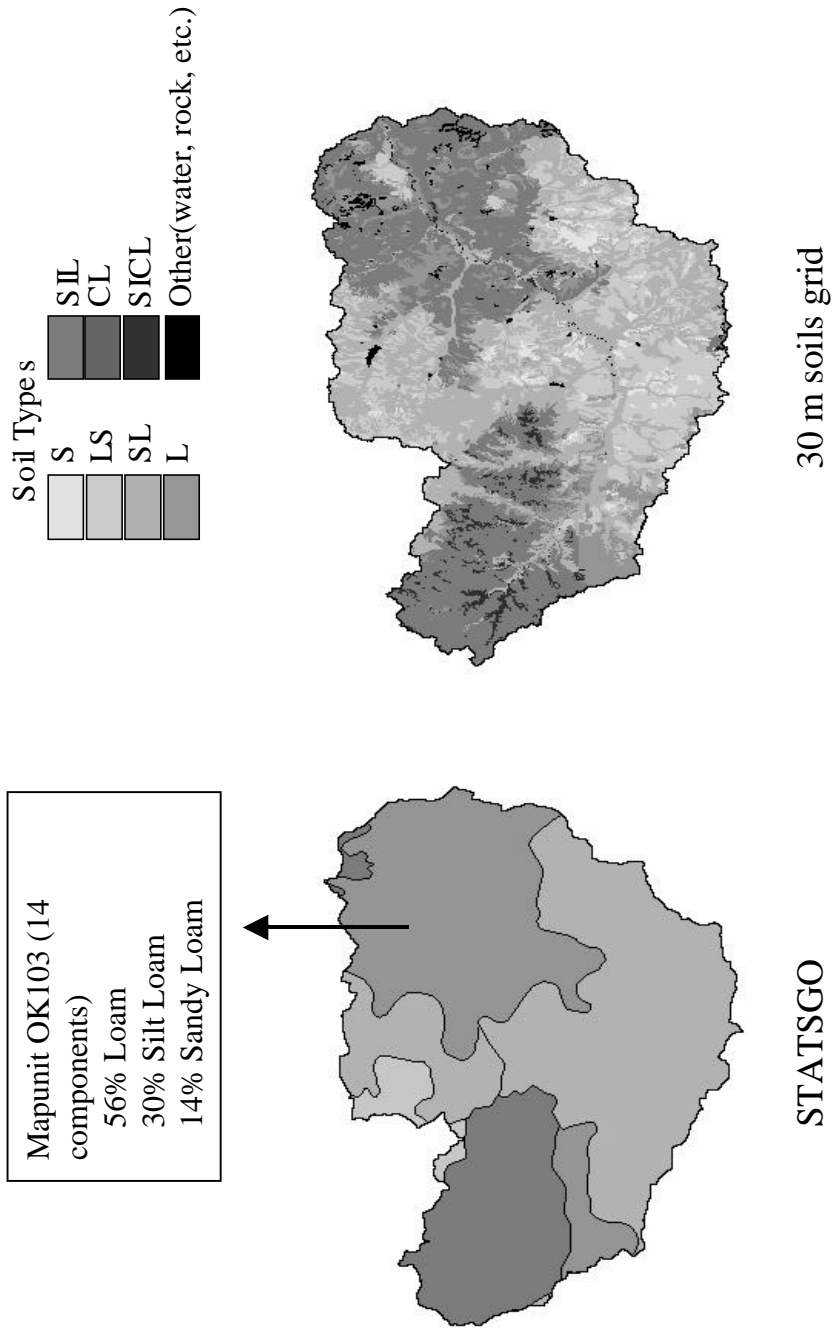 Mapunit OK103 (14
components)
56% Loam
30% Silt Loam
14% Sandy Loam
STATSGO
Soil Types
S
LS
SL
L
SIL
CL
SICL
Other(water, rock, etc.)
30 m soils grid